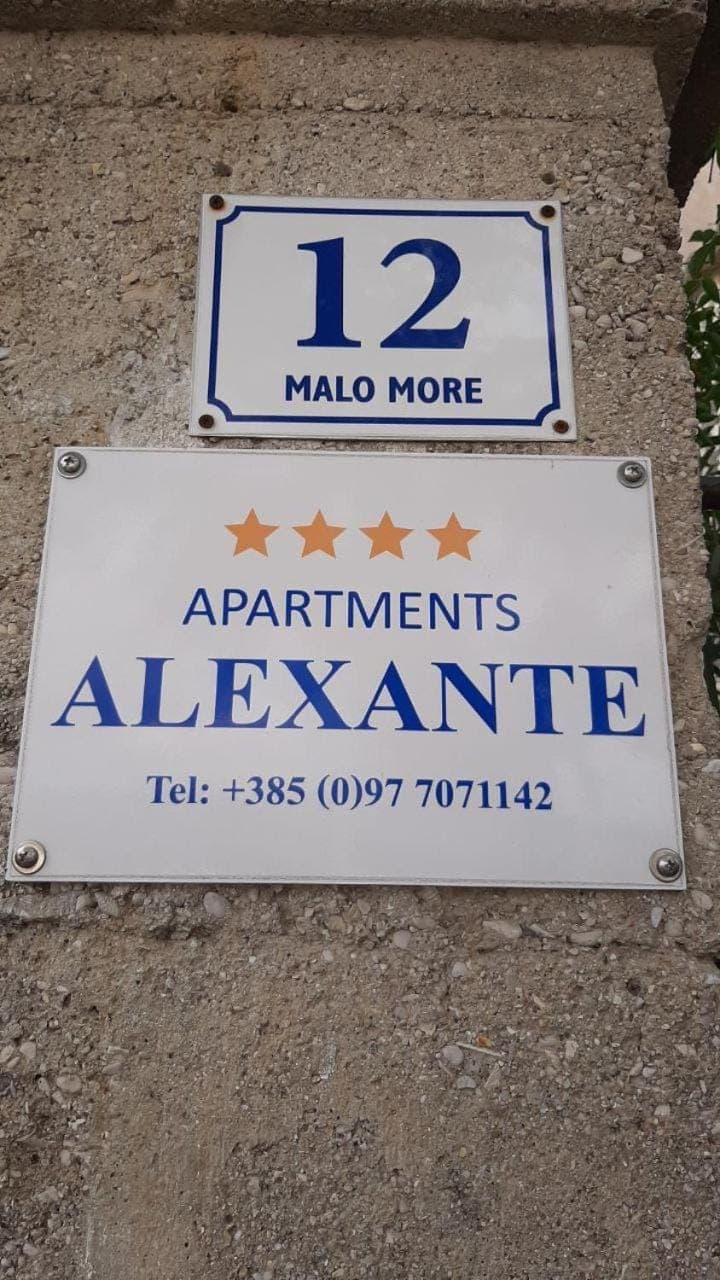 12
MALO MORE
APARTMENTS
ALEXANTE
Tel: +385 (0)97 7071142